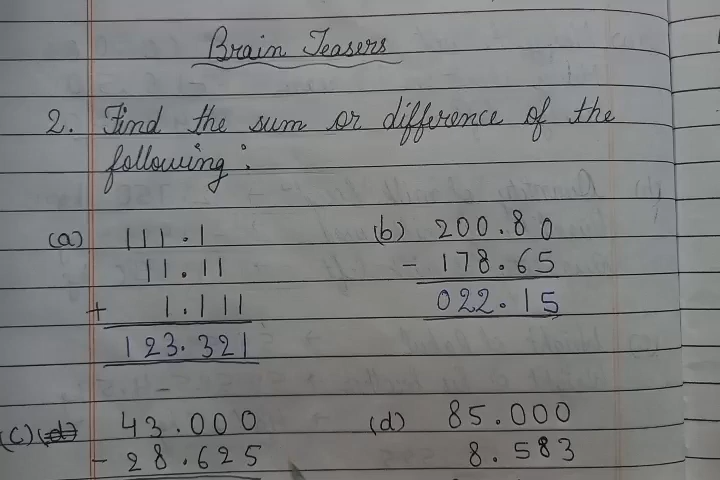 Brain Teasers
2. Find the sum or difference of the
following:
(a) 111.1 (b) 200.80
11.11 - 178.65
+ 1.111 022.15
123.321
(c) 43.000 (d) 85.000
- 28.625 8.583